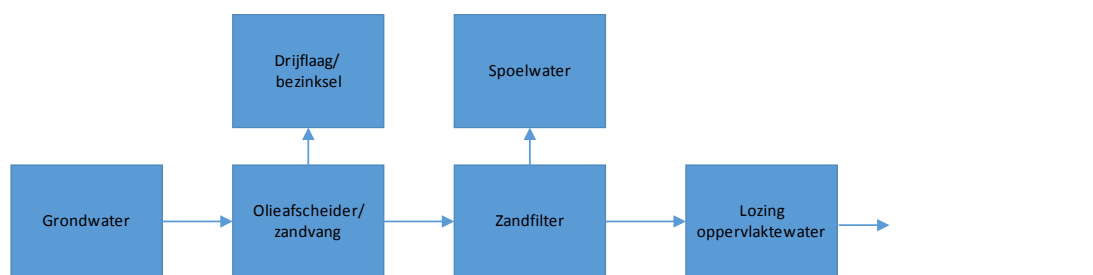 Drijflaag/
bezinksel
Spoelwater
Grondwater
Olieafscheider/
zandvang
Zandfilter
Lozing
oppervlaktewater